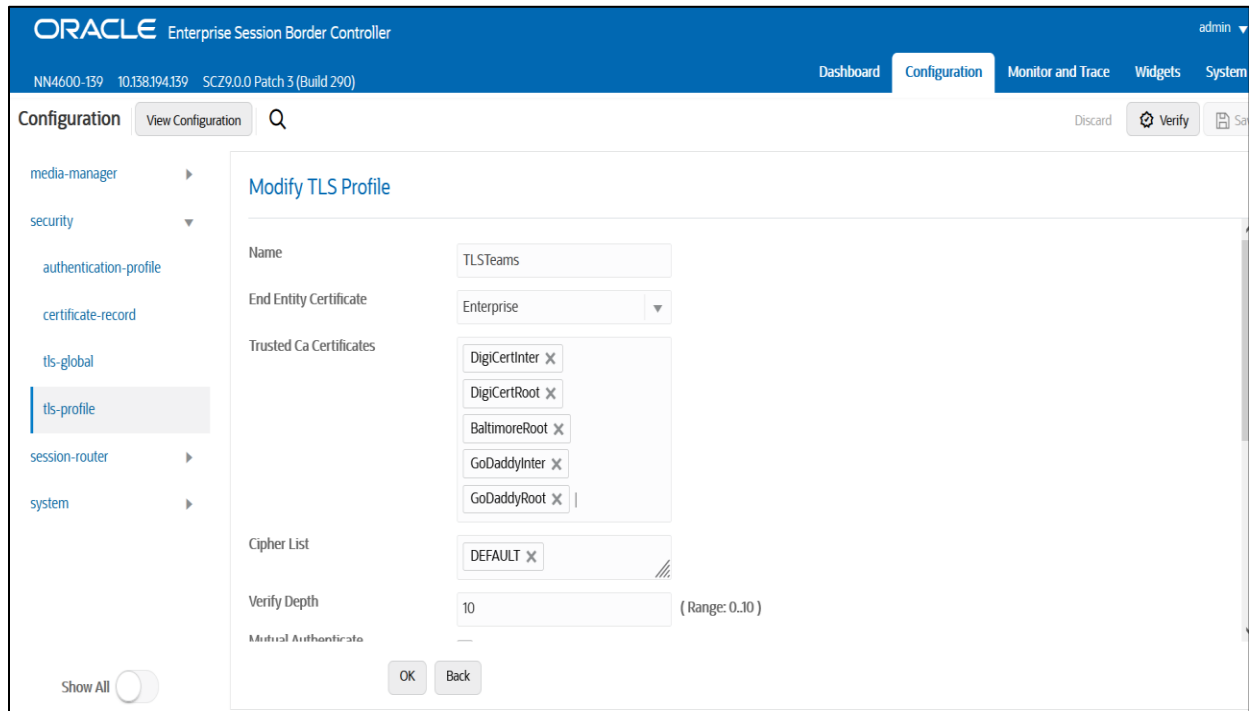 ORACLE Enterprise Session Border Controller
admin
NN4600-139 10.138.194.139 SCZ9.0.0 Patch 3 (Build 290)
Dashboard Configuration Monitor and Trace Widgets System
Configuration View Configuration
Discard Verify Sav
media-manager
security
authentication-profile
certificate-record
tls-global
tls-profile
session-router
system
Show All
Modify TLS Profile
Name TLSTeams
End Entity Certificate Enterprise
Trusted Ca Certificates
DigiCertInter X
DigiCertRoot X
BaltimoreRoot X
GoDaddyInter X
GoDaddyRoot X
Cipher List DEFAULT X
Verify Depth 10 ( Range: 0..10 )
Mutual Authenticate
OK Back